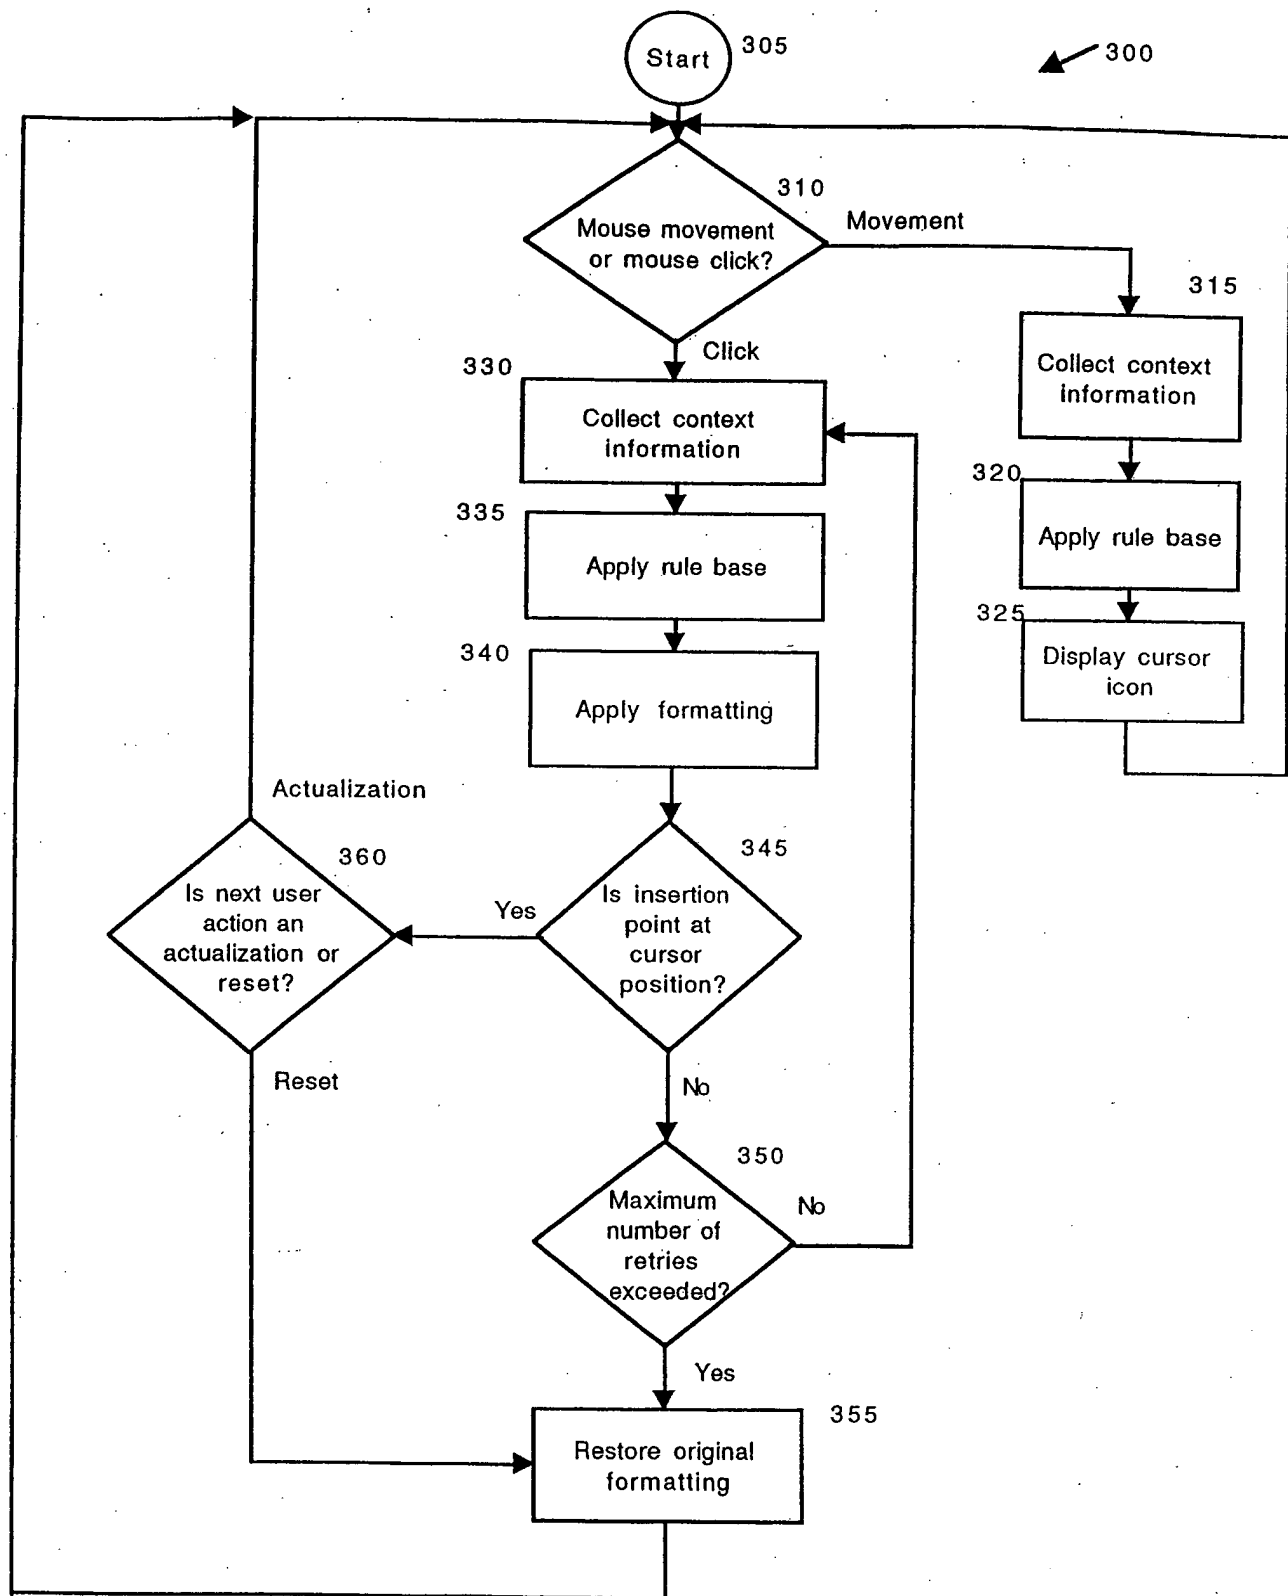 Start
305
300
310
Mouse movement
or mouse click?
Movement
315
Collect context
information
Click
330
Collect context
information
320
Apply rule base
335
Apply rule base
325
Display cursor
icon
340
Apply formatting
Actualization
345
Is insertion
point at
cursor
position?
Yes
360
Is next user
action an
actualization or
reset?
Reset
No
350
Maximum
number of
retries
exceeded?
No
Yes
355
Restore original
formatting